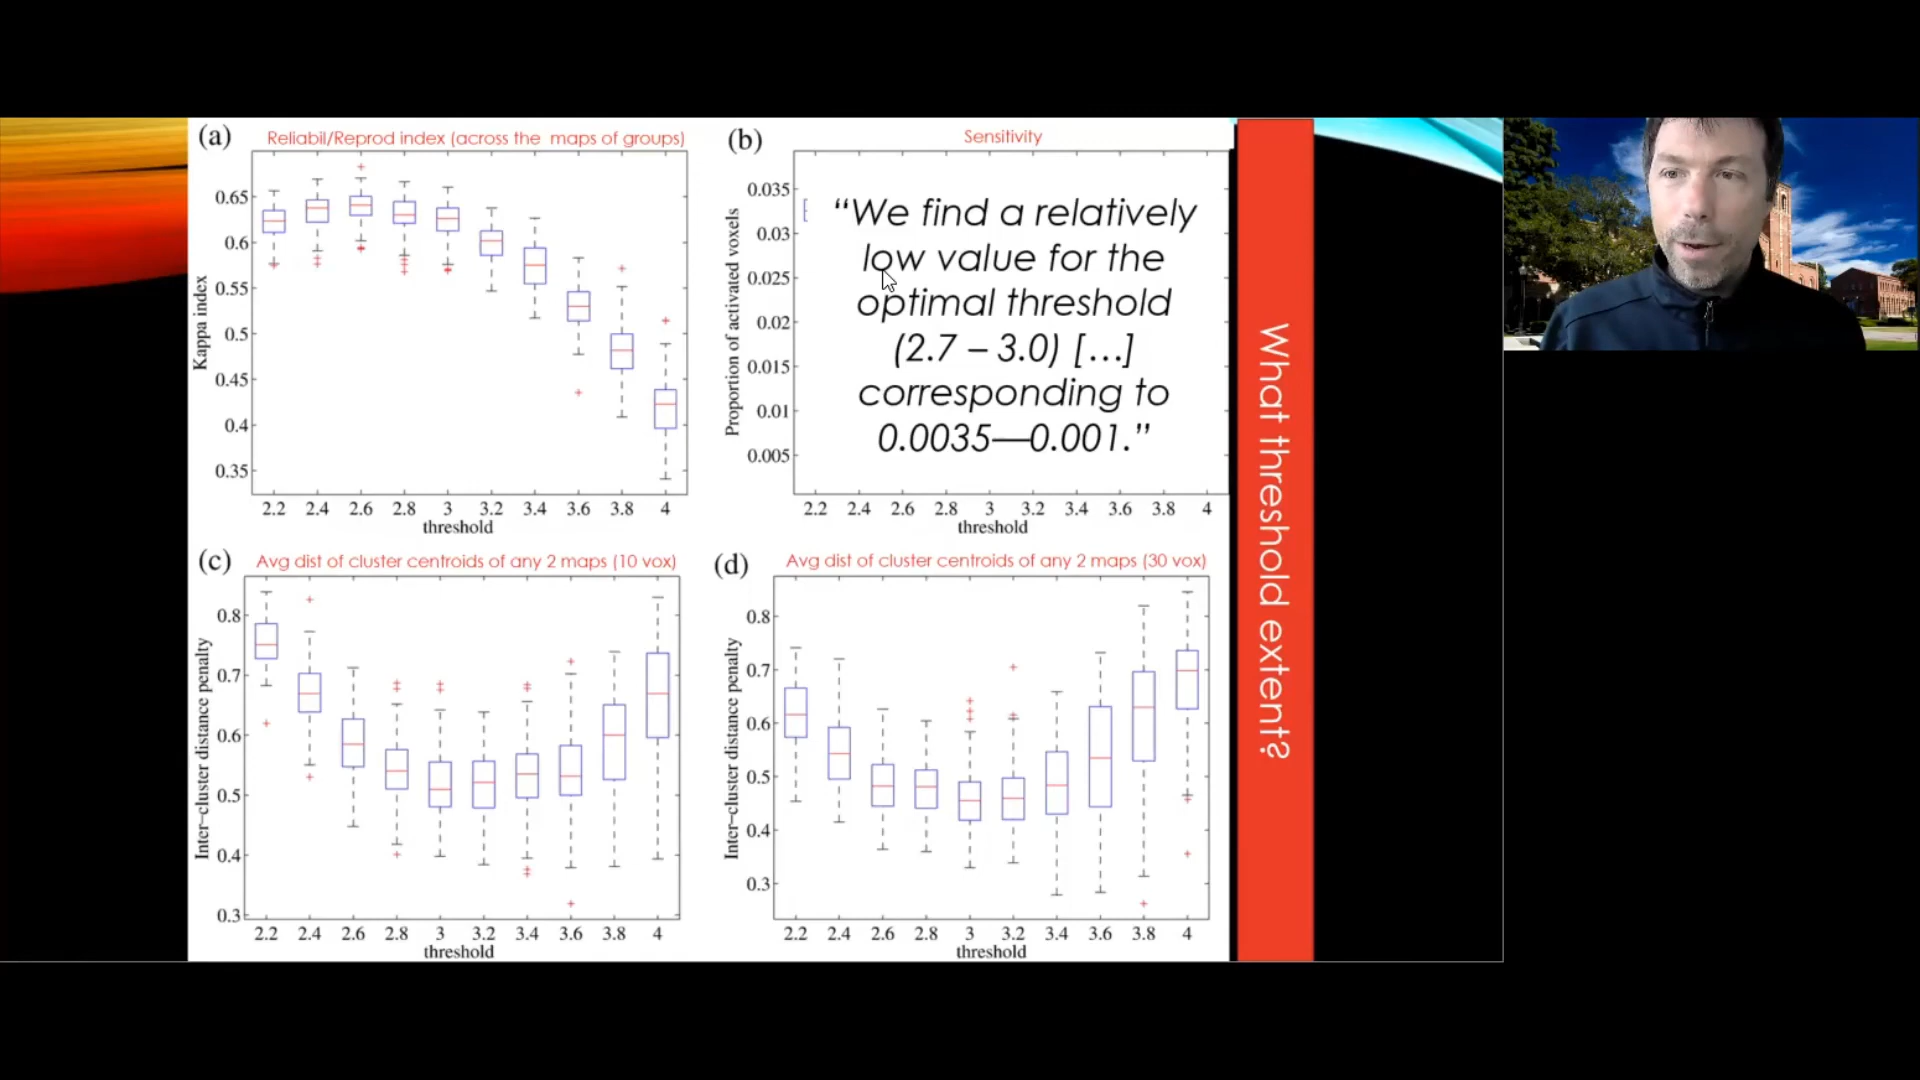 (a)
Reliabil/Reprod index (across the maps of groups)
Kappa index
0.65
0.6
0.55
0.5
0.45
0.4
0.35
2.2 2.4 2.6 2.8 3 3.2 3.4 3.6 3.8 4
threshold
(b)
Sensitivity
Proportion of activated voxels
0.035
0.03
0.025
0.02
0.015
0.01
0.005
“We find a relatively
low value for the
optimal threshold
(2.7 – 3.0) […]
corresponding to
0.0035—0.001.”
2.2 2.4 2.6 2.8 3 3.2 3.4 3.6 3.8 4
threshold
(c)
Avg dist of cluster centroids of any 2 maps (10 vox)
Inter–cluster distance penalty
0.8
0.7
0.6
0.5
0.4
0.3
2.2 2.4 2.6 2.8 3 3.2 3.4 3.6 3.8 4
threshold
(d)
Avg dist of cluster centroids of any 2 maps (30 vox)
Inter–cluster distance penalty
0.8
0.7
0.6
0.5
0.4
0.3
2.2 2.4 2.6 2.8 3 3.2 3.4 3.6 3.8 4
threshold
What threshold extent?